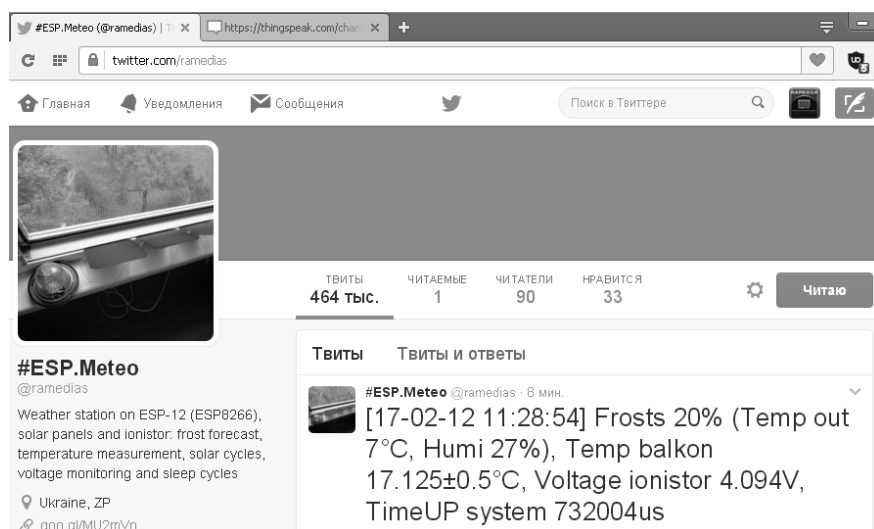 #ESP.Meteo (@ramedias) | Т
https://thingspeak.com/chan
twitter.com/ramedias
Главная Уведомления Сообщения Поиск в Твиттере
ТВИТЫ ЧИТАЕМЫЕ ЧИТАТЕЛИ НРАВИТСЯ
464 тыс. 1 90 33 Читаю
Твиты Твиты и ответы
#ESP.Meteo
@ramedias
Weather station on ESP-12 (ESP8266),
solar panels and ionistor: frost forecast,
temperature measurement, solar cycles,
voltage monitoring and sleep cycles
Ukraine, ZP
goo.gl/MU2mVn
#ESP.Meteo @ramedias · 8 мин.
[17-02-12 11:28:54] Frosts 20% (Temp out
7°C, Humi 27%), Temp balkon
17.125±0.5°C, Voltage ionistor 4.094V,
TimeUP system 732004us